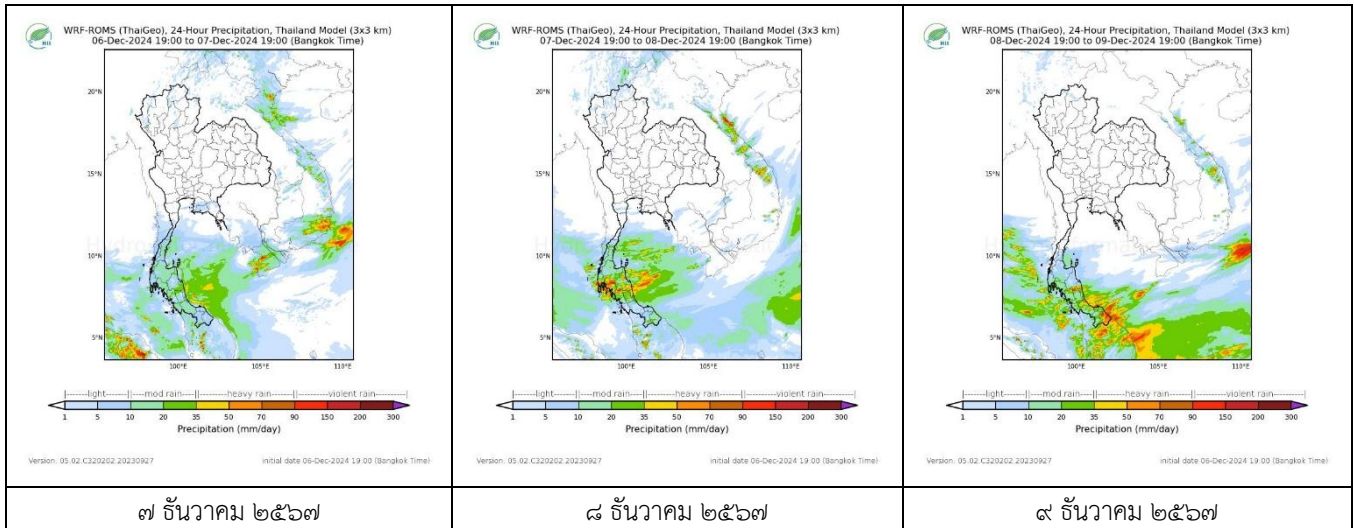 WRF-ROMS (ThaiGeo), 24-Hour Precipitation, Thailand Model (3x3 km)
06-Dec-2024 19:00 to 07-Dec-2024 19:00 (Bangkok Time)
20°N
15°N
10°N
5°N
100°E 105°E 110°E
light mod.rain heavy rain violent rain
1 5 10 20 35 50 70 90 150 200 300
Precipitation (mm/day)
Version: 05.02.C320202.20230927 initial date 06-Dec-2024 19:00 (Bangkok Time)
๗ ธันวาคม ๒๕๖๗
WRF-ROMS (ThaiGeo), 24-Hour Precipitation, Thailand Model (3x3 km)
07-Dec-2024 19:00 to 08-Dec-2024 19:00 (Bangkok Time)
20°N
15°N
10°N
5°N
100°E 105°E 110°E
light mod.rain heavy rain violent rain
1 5 10 20 35 50 70 90 150 200 300
Precipitation (mm/day)
Version: 05.02.C320202.20230927 initial date 06-Dec-2024 19:00 (Bangkok Time)
๘ ธันวาคม ๒๕๖๗
WRF-ROMS (ThaiGeo), 24-Hour Precipitation, Thailand Model (3x3 km)
08-Dec-2024 19:00 to 09-Dec-2024 19:00 (Bangkok Time)
20°N
15°N
10°N
5°N
100°E 105°E 110°E
light mod.rain heavy rain violent rain
1 5 10 20 35 50 70 90 150 200 300
Precipitation (mm/day)
Version: 05.02.C320202.20230927 initial date 06-Dec-2024 19:00 (Bangkok Time)
๙ ธันวาคม ๒๕๖๗